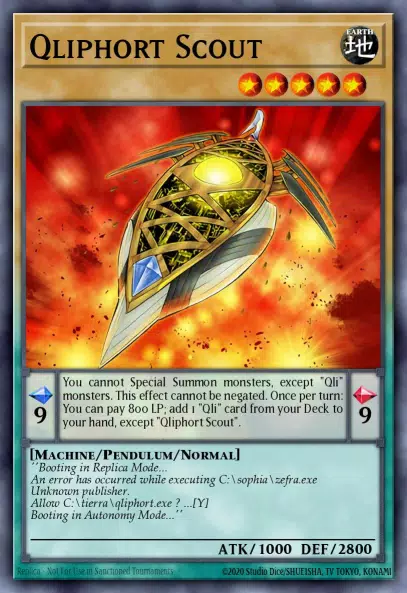 Qliphort Scout
EARTH
地
You cannot Special Summon monsters, except "Qli"
monsters. This effect cannot be negated. Once per turn:
You can pay 800 LP; add 1 "Qli" card from your Deck to
your hand, except "Qliphort Scout".
9
9
[Machine/Pendulum/Normal]
''Booting in Replica Mode...
An error has occurred while executing C:\sophia\zefra.exe
Unknown publisher.
Allow C:\tierra\qliphort.exe ? ...[Y]
Booting in Autonomy Mode...''
ATK/1000 DEF/2800
Replica - Not For Use in Sanctioned Tournaments
©2020 Studio Dice/SHUEISHA, TV TOKYO, KONAMI